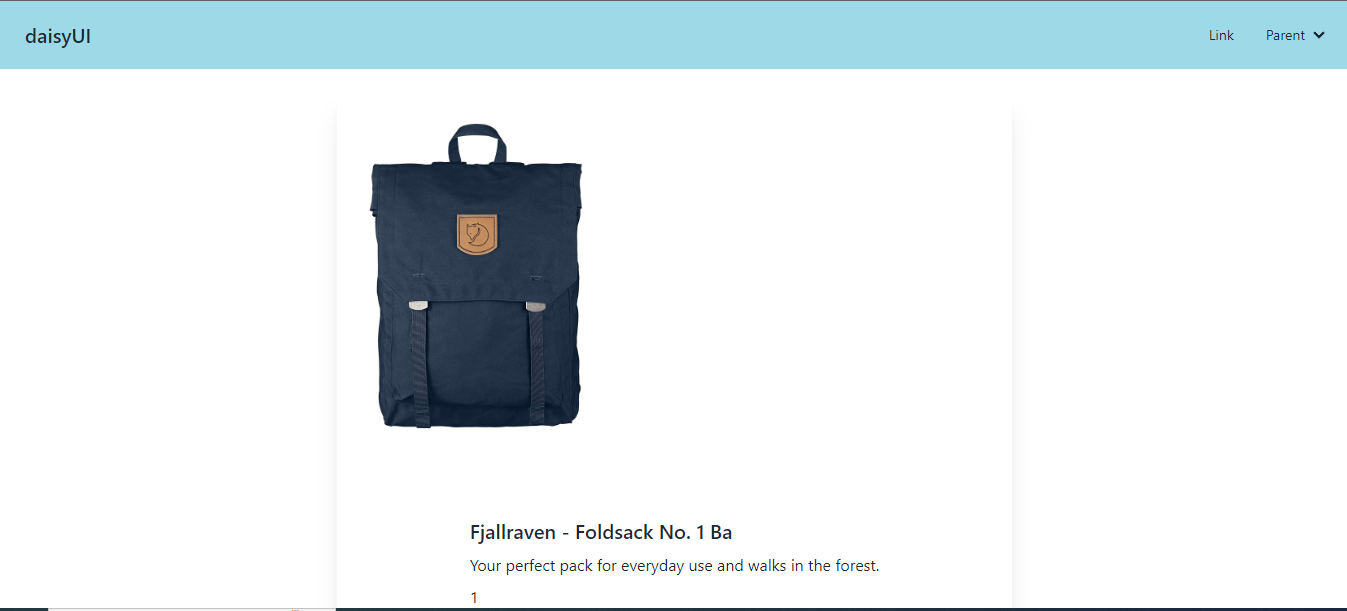 daisyUI
Link
Parent
Fjallraven - Foldsack No. 1 Ba
Your perfect pack for everyday use and walks in the forest.
1